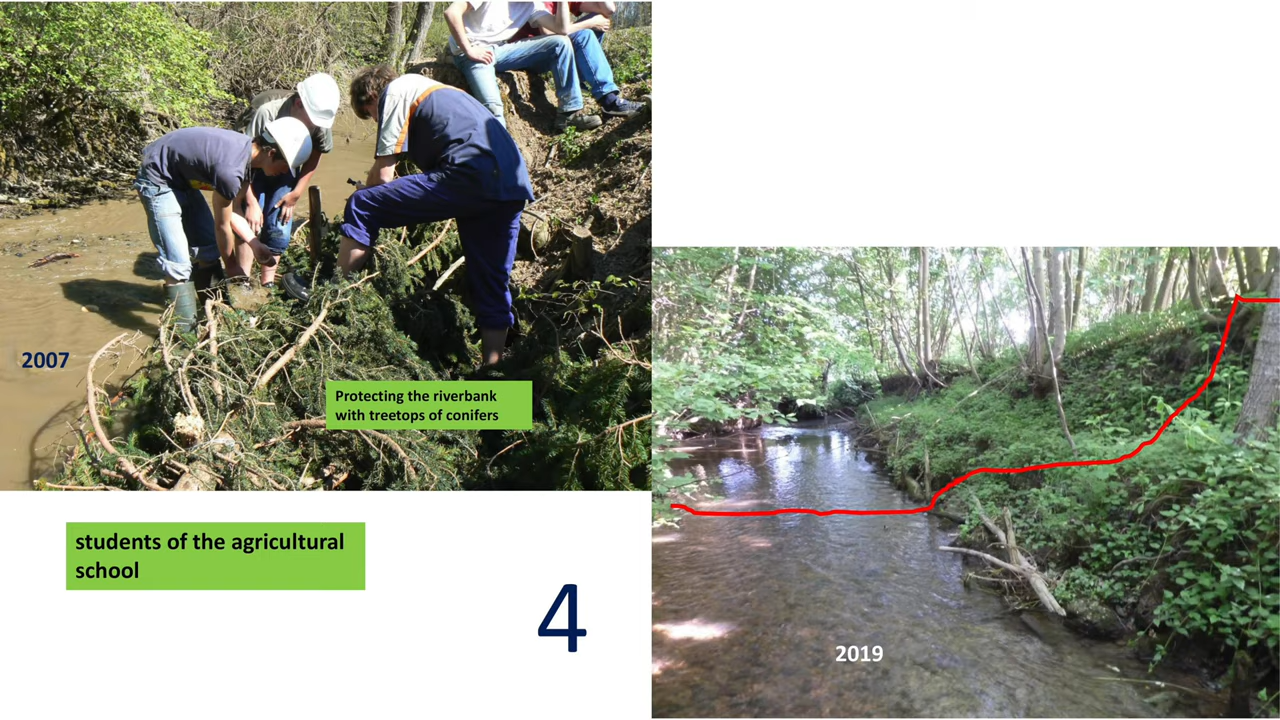 2007
Protecting the riverbank
with treetops of conifers
students of the agricultural
school
4
2019